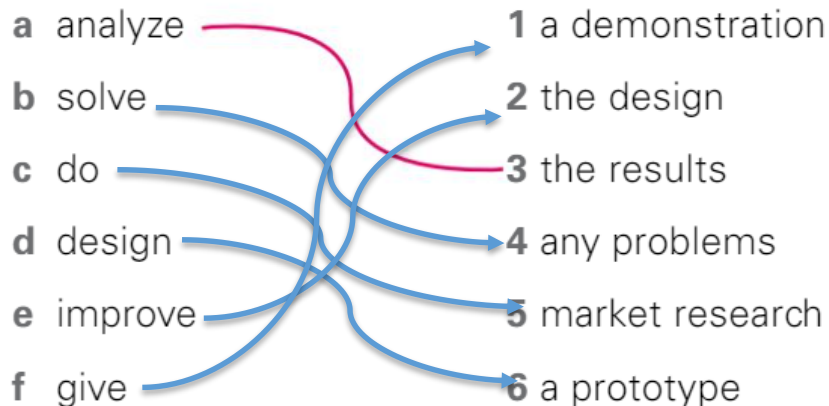 a analyze 1 a demonstration
b solve 2 the design
c do 3 the results
d design 4 any problems
e improve 5 market research
f give 6 a prototype